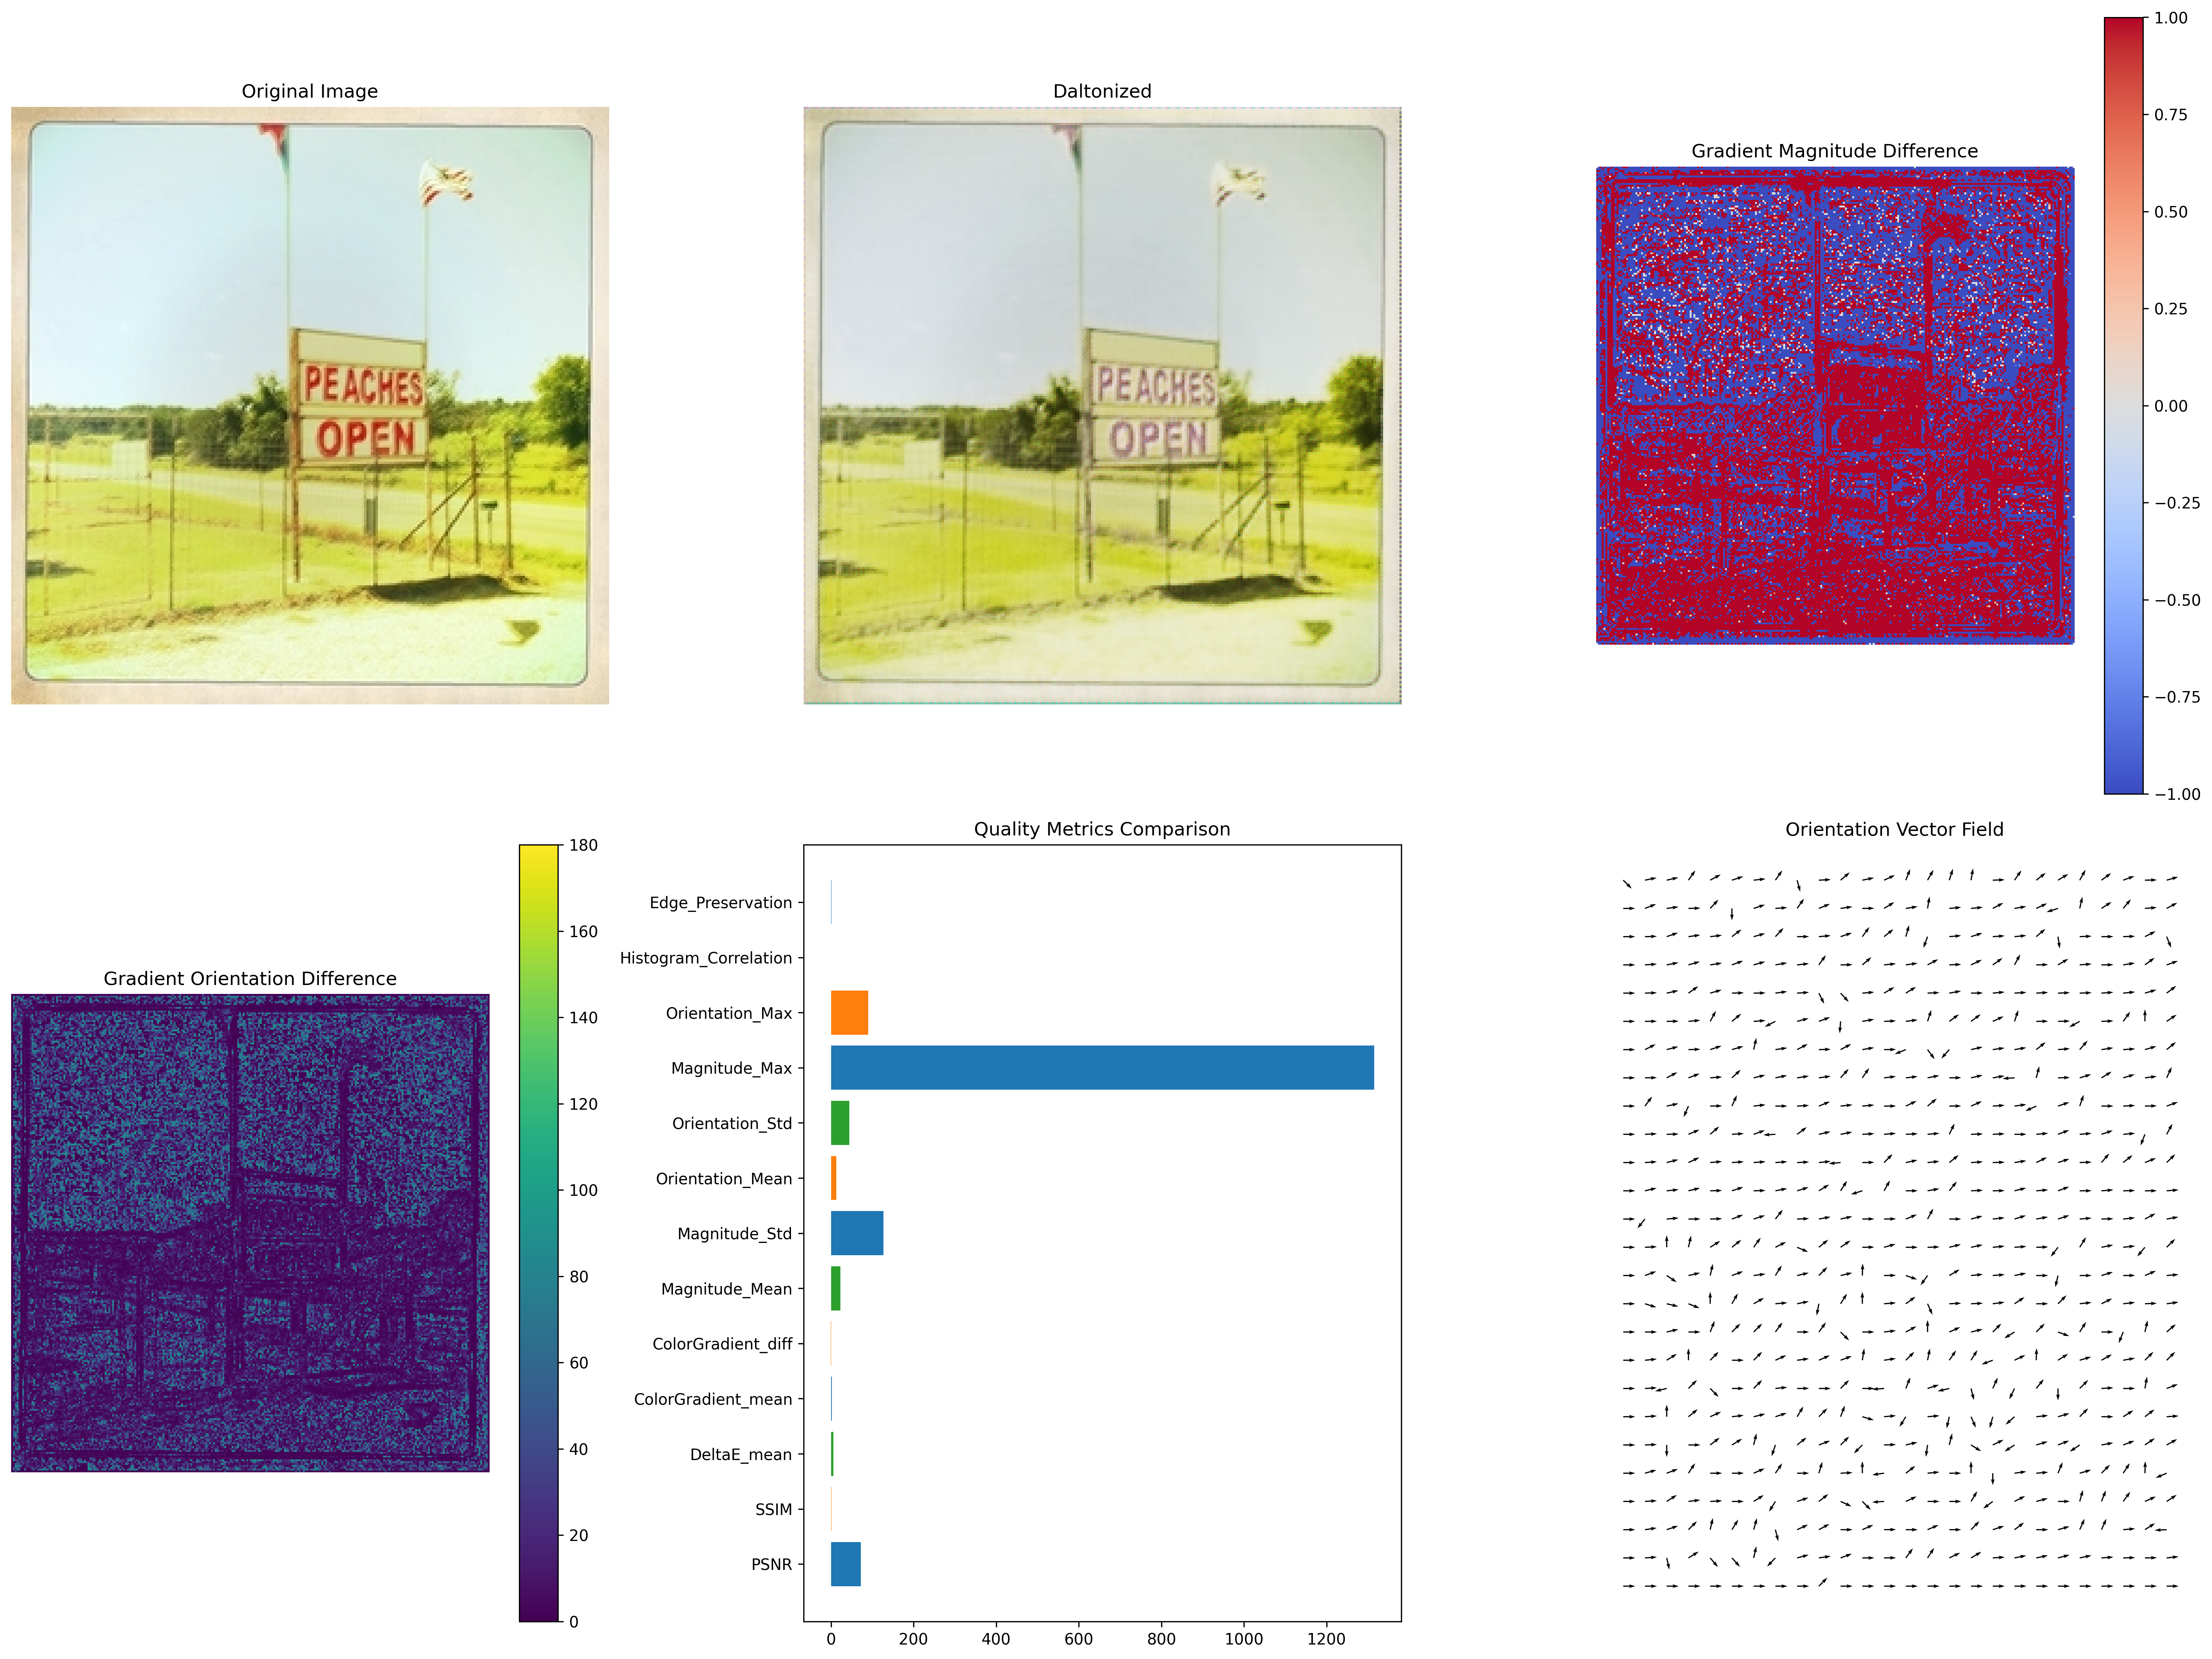 Original Image
PEACHES
OPEN
Daltonized
PEACHES
OPEN
Gradient Magnitude Difference
1.00
0.75
0.50
0.25
0.00
−0.25
−0.50
−0.75
−1.00
Gradient Orientation Difference
180
160
140
120
100
80
60
40
20
0
Quality Metrics Comparison
Edge_Preservation
Histogram_Correlation
Orientation_Max
Magnitude_Max
Orientation_Std
Orientation_Mean
Magnitude_Std
Magnitude_Mean
ColorGradient_diff
ColorGradient_mean
DeltaE_mean
SSIM
PSNR
0 200 400 600 800 1000 1200
Orientation Vector Field